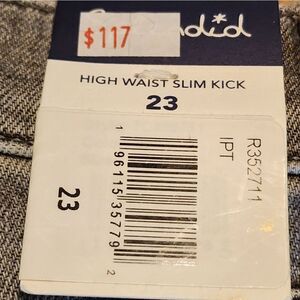 $117
HIGH WAIST SLIM KICK
23
R352711
IPT
1 96115 35779 2
23